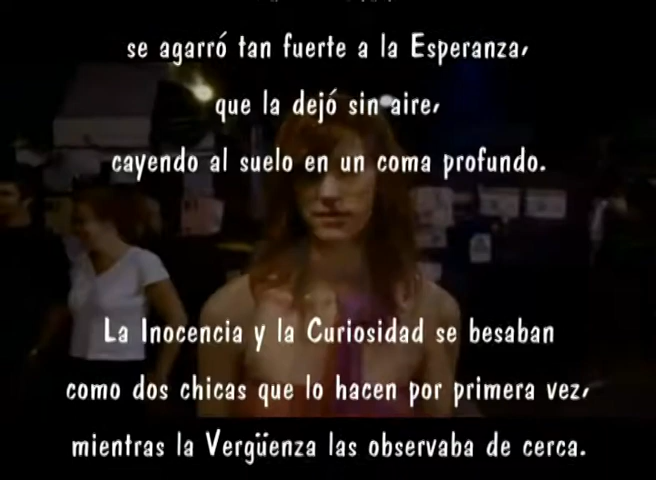 se agarró tan fuerte a la Esperanza,
que la dejó sin aire,
cayendo al suelo en un coma profundo.
La Inocencia y la Curiosidad se besaban
como dos chicas que lo hacen por primera vez,
mientras la Vergüenza las observaba de cerca.